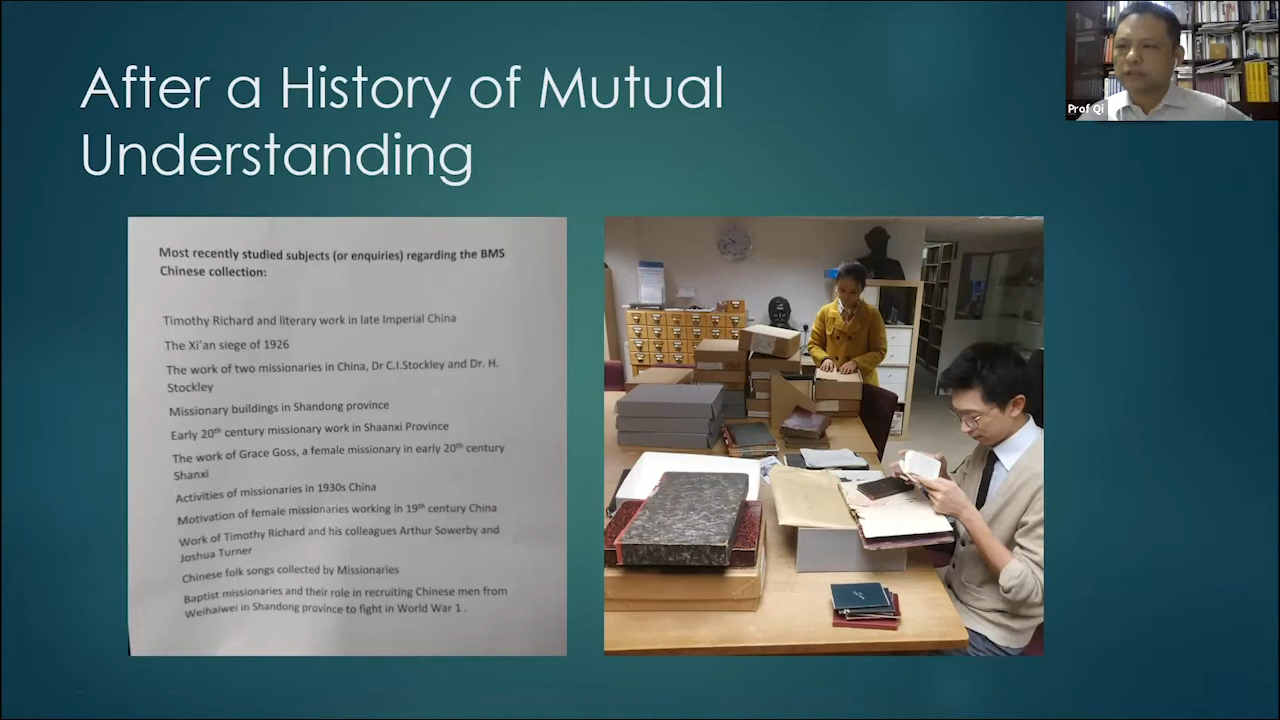 After a History of Mutual
Understanding
Prof Qi
Most recently studied subjects (or enquiries) regarding the BMS
Chinese collection:
Timothy Richard and literary work in late Imperial China
The Xi'an siege of 1926
The work of two missionaries in China, Dr C.I.Stockley and Dr. H.
Stockley
Missionary buildings in Shandong province
Early 20th century missionary work in Shaanxi Province
The work of Grace Goss, a female missionary in early 20th century
Shanxi
Activities of missionaries in 1930s China
Motivation of female missionaries working in 19th century China
Work of Timothy Richard and his colleagues Arthur Sowerby and
Joshua Turner
Chinese folk songs collected by Missionaries
Baptist missionaries and their role in recruiting Chinese men from
Weihaiwei in Shandong province to fight in World War 1 .